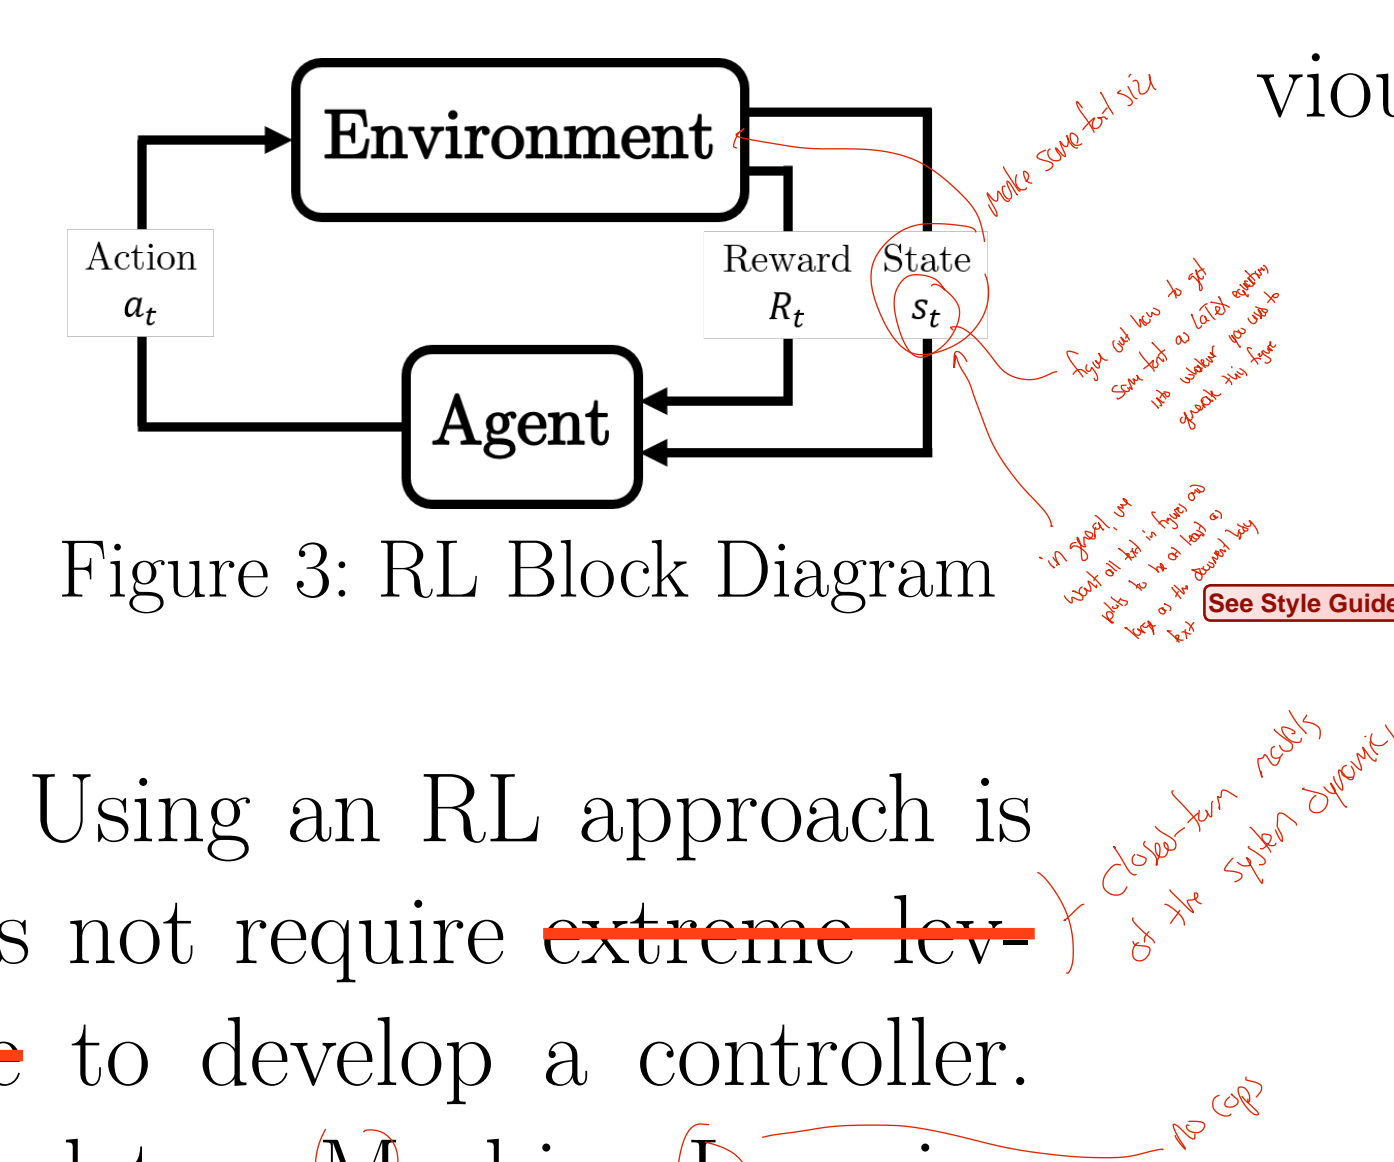 viou
Environment
make same font size
Action
a_t
Reward State
R_t s_t
figure out how to get
same text as LaTeX equations
into whatever you used to
generate this figure
Agent
in general we
want all text in figures and
plots to be at least as
large as the document body
text
See Style Guide
Figure 3: RL Block Diagram
closed-form models
of the system dynamics
Using an RL approach is
s not require extreme lev-
e to develop a controller.
no caps